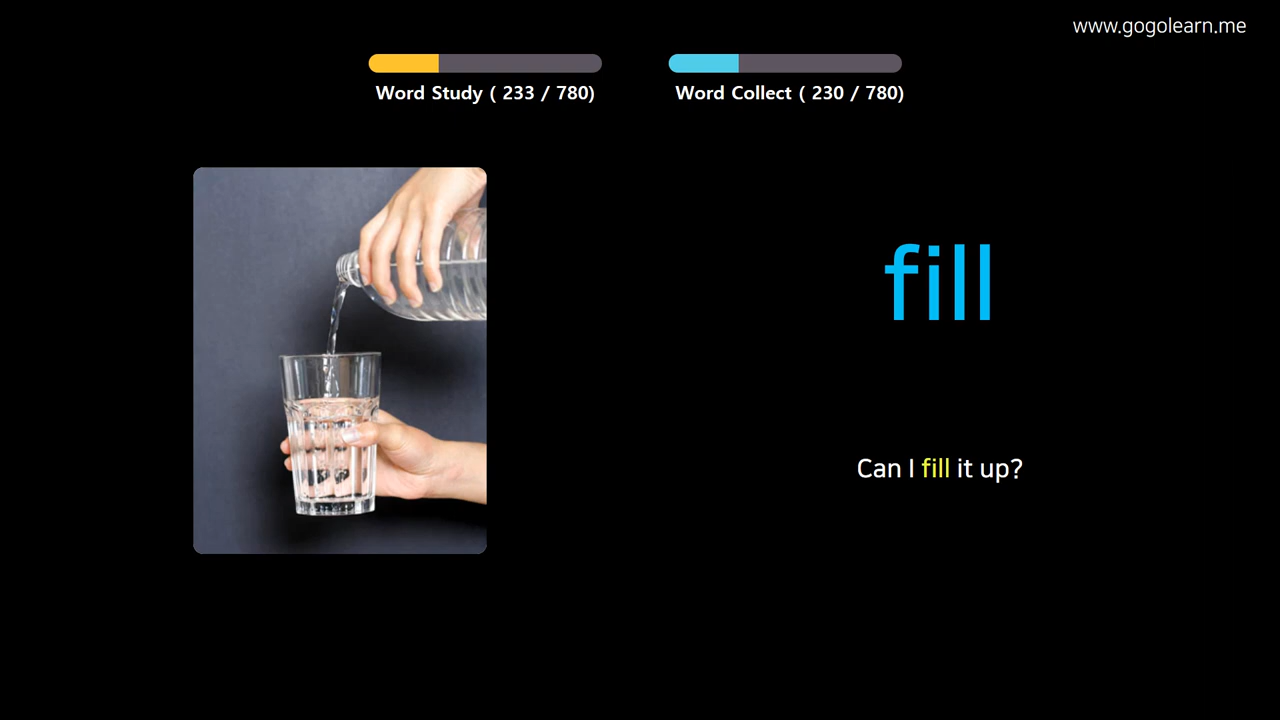 www.gogolearn.me
Word Study ( 233 / 780)
Word Collect ( 230 / 780)
fill
Can I fill it up?